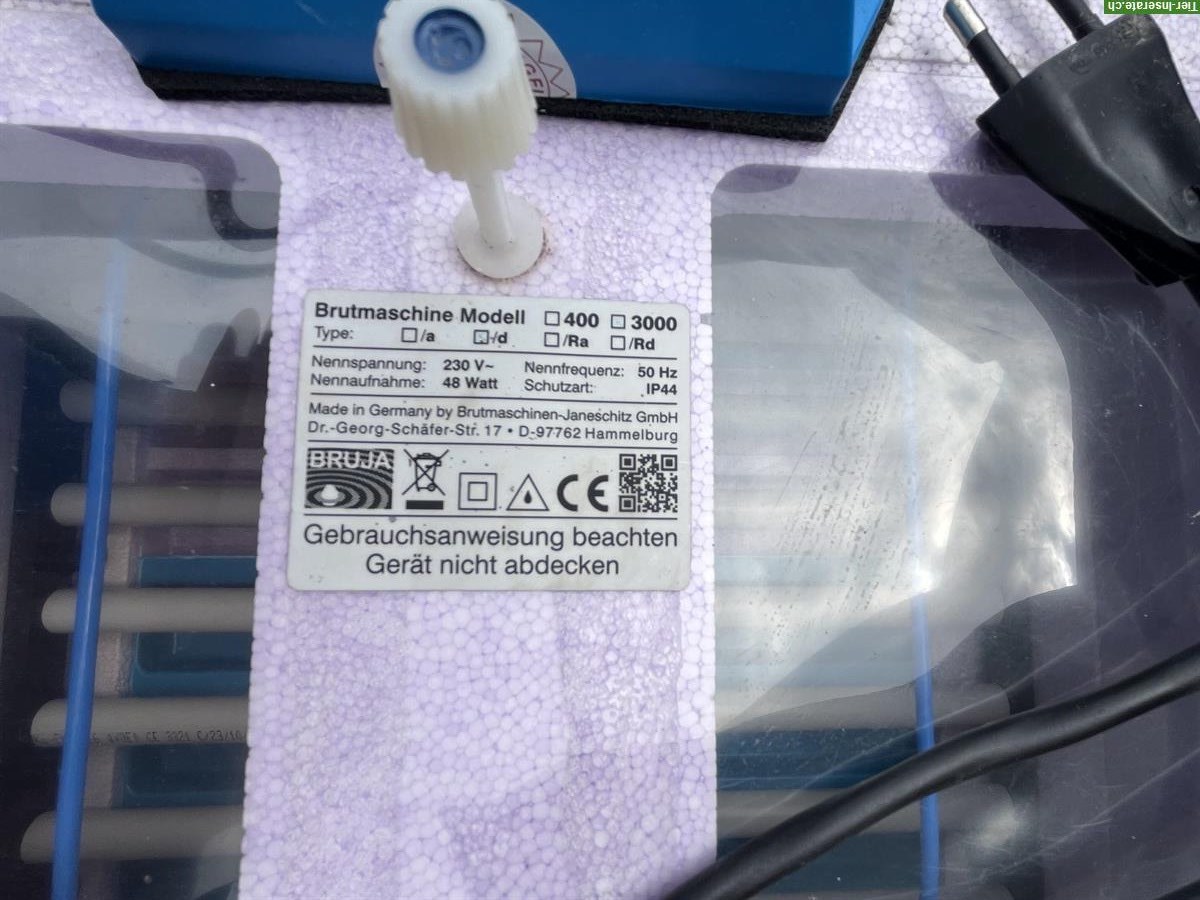 Tier-Inserate.ch
Brutmaschine Modell ☐ 400 ☐ 3000
Type: ☐/a ☐/d ☐/Ra ☐/Rd
Nennspannung: 230 V~ Nennfrequenz: 50 Hz
Nennaufnahme: 48 Watt Schutzart: IP44
Made in Germany by Brutmaschinen-Janeschitz GmbH
Dr.-Georg-Schäfer-Str. 17 • D-97762 Hammelburg
BRUJA
CE
Gebrauchsanweisung beachten
Gerät nicht abdecken